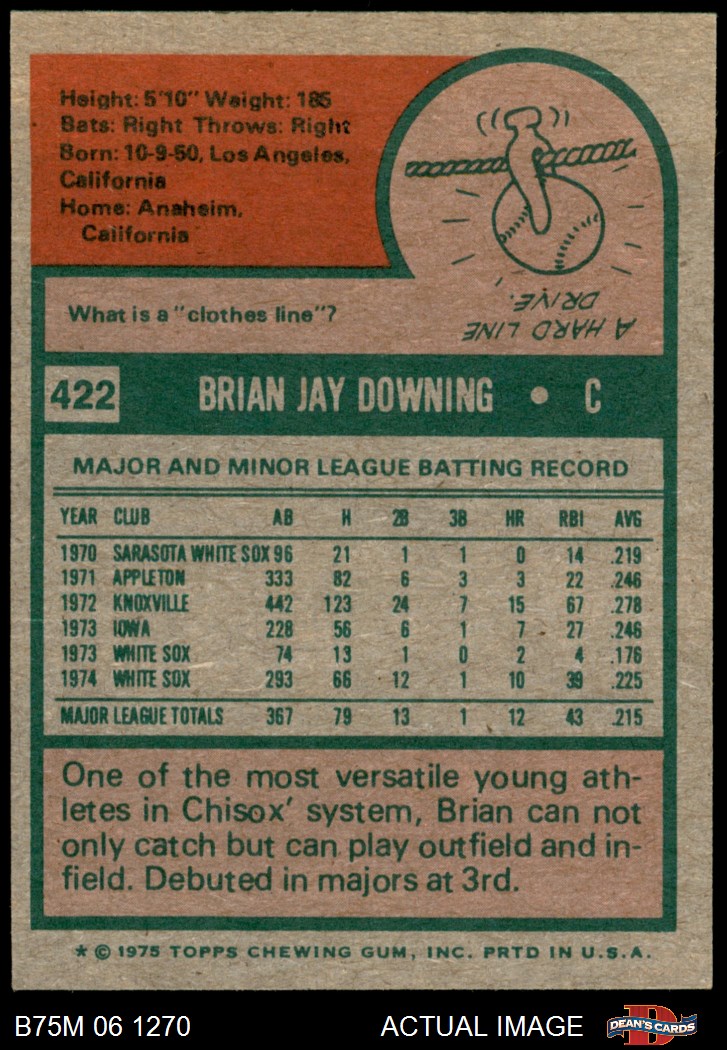 Height: 5'10" Weight: 185
Bats: Right Throws: Right
Born: 10-9-50, Los Angeles,
California
Home: Anaheim,
California
What is a "clothes line"?
A HARD LINE
DRIVE.
422 BRIAN JAY DOWNING • C
MAJOR AND MINOR LEAGUE BATTING RECORD
YEAR CLUB AB H 2B 3B HR RBI AVG
1970 SARASOTA WHITE SOX 96 21 1 1 0 14 .219
1971 APPLETON 333 82 6 3 3 22 .246
1972 KNOXVILLE 442 123 24 7 15 67 .278
1973 IOWA 228 56 6 1 7 27 .246
1973 WHITE SOX 74 13 1 0 2 4 .176
1974 WHITE SOX 293 66 12 1 10 39 .225
MAJOR LEAGUE TOTALS 367 79 13 1 12 43 .215
One of the most versatile young ath-
letes in Chisox' system, Brian can not
only catch but can play outfield and in-
field. Debuted in majors at 3rd.
* © 1975 TOPPS CHEWING GUM, INC. PRTD IN U.S.A.
B75M 06 1270 ACTUAL IMAGE DEAN'S CARDS